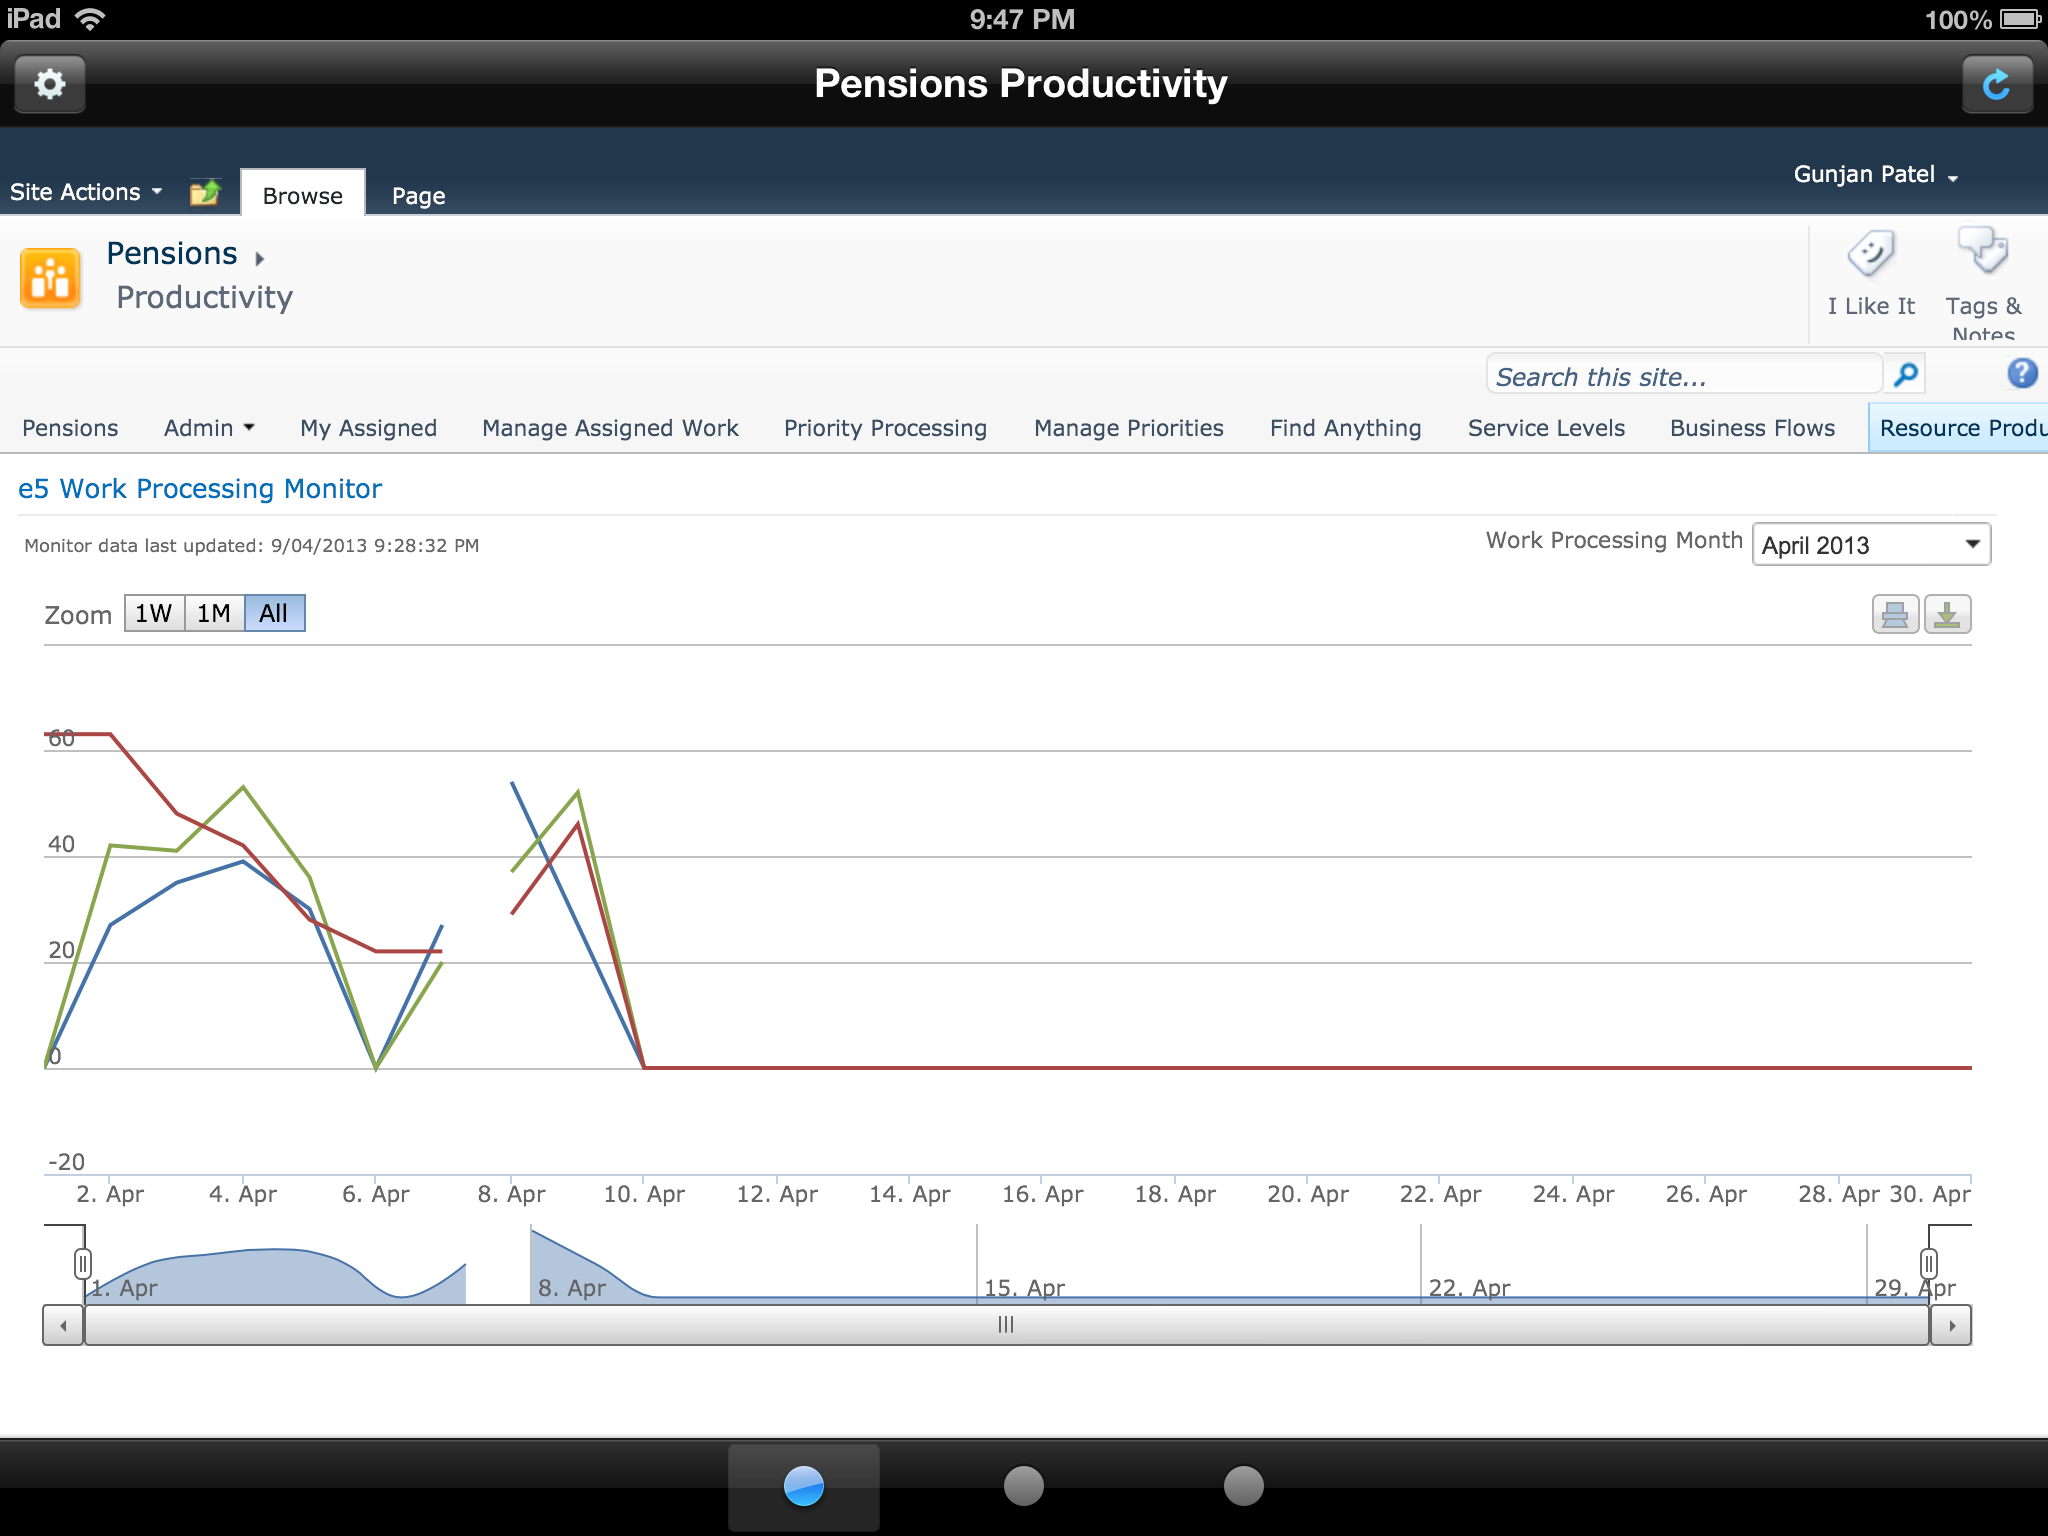 iPad 9:47 PM 100%
Pensions Productivity
Gunjan Patel
Site Actions Browse Page
Pensions
Productivity
I Like It Tags &
Notes
Search this site...
Pensions Admin My Assigned Manage Assigned Work Priority Processing Manage Priorities Find Anything Service Levels Business Flows Resource Produ
e5 Work Processing Monitor
Monitor data last updated: 9/04/2013 9:28:32 PM
Work Processing Month April 2013
Zoom 1W 1M All
60
40
20
0
-20
2. Apr 4. Apr 6. Apr 8. Apr 10. Apr 12. Apr 14. Apr 16. Apr 18. Apr 20. Apr 22. Apr 24. Apr 26. Apr 28. Apr 30. Apr
1. Apr 8. Apr 15. Apr 22. Apr 29. Apr